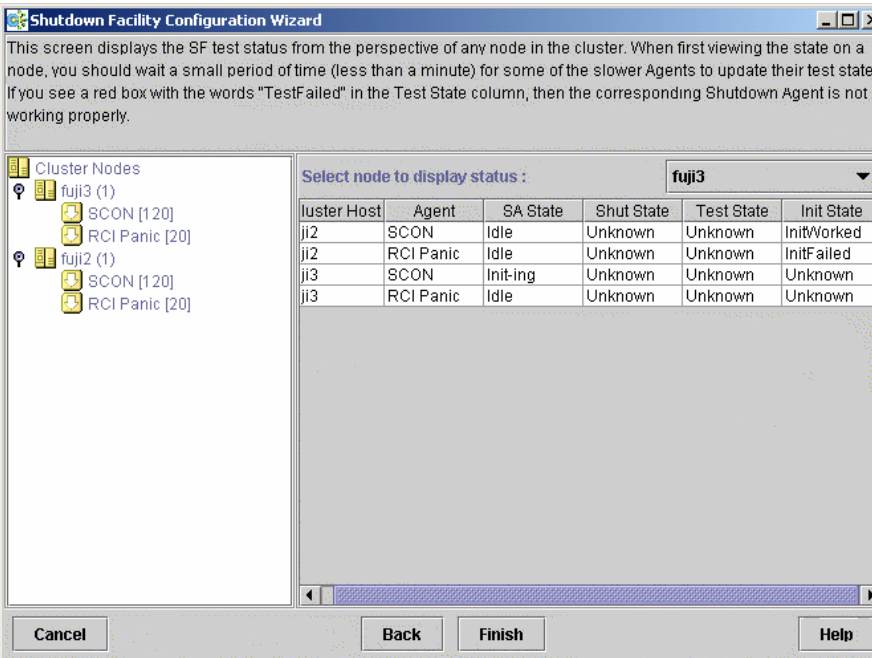 Shutdown Facility Configuration Wizard
This screen displays the SF test status from the perspective of any node in the cluster. When first viewing the state on a
node, you should wait a small period of time (less than a minute) for some of the slower Agents to update their test state
If you see a red box with the words "TestFailed" in the Test State column, then the corresponding Shutdown Agent is not
working properly.
Cluster Nodes
fuji3 (1)
SCON [120]
RCI Panic [20]
fuji2 (1)
SCON [120]
RCI Panic [20]
Select node to display status : fuji3
luster Host Agent SA State Shut State Test State Init State
ji2 SCON Idle Unknown Unknown InitWorked
ji2 RCI Panic Idle Unknown Unknown InitFailed
ji3 SCON Init-ing Unknown Unknown Unknown
ji3 RCI Panic Idle Unknown Unknown Unknown
Cancel Back Finish Help